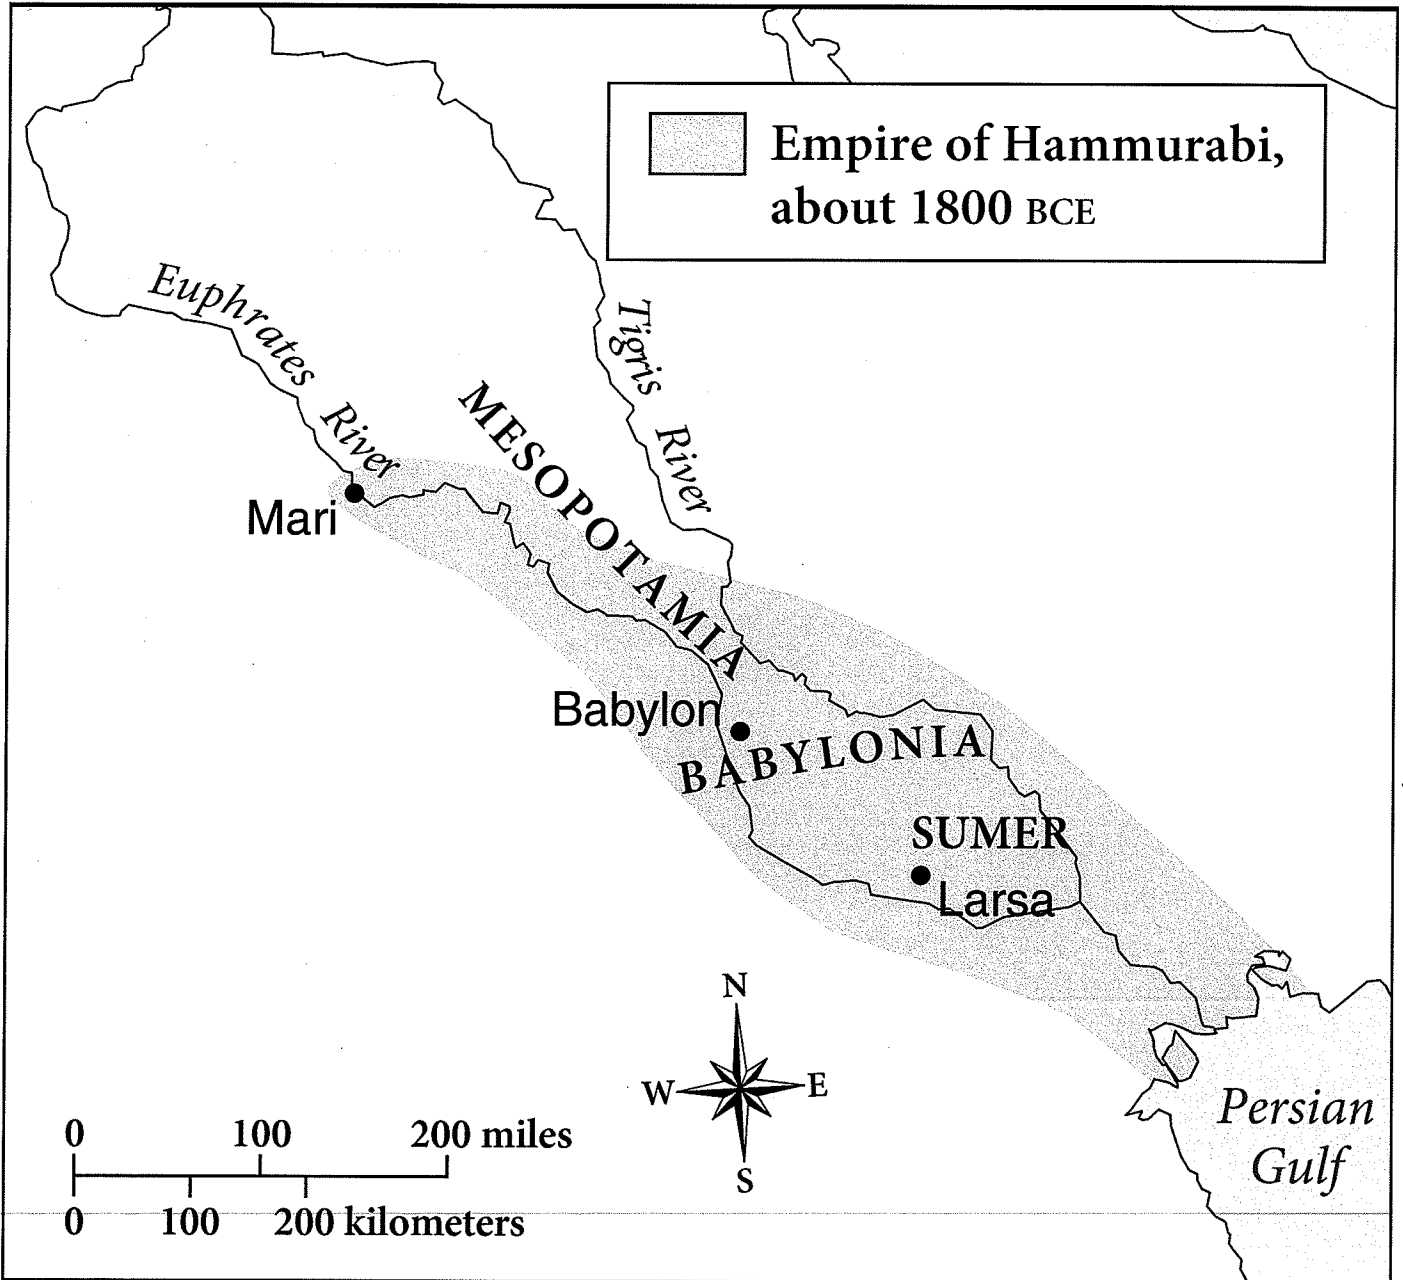 Empire of Hammurabi,
about 1800 BCE
Euphrates River
Tigris River
MESOPOTAMIA
Mari
Babylon
BABYLONIA
SUMER
Larsa
N
W E
S
Persian
Gulf
0 100 200 miles
0 100 200 kilometers